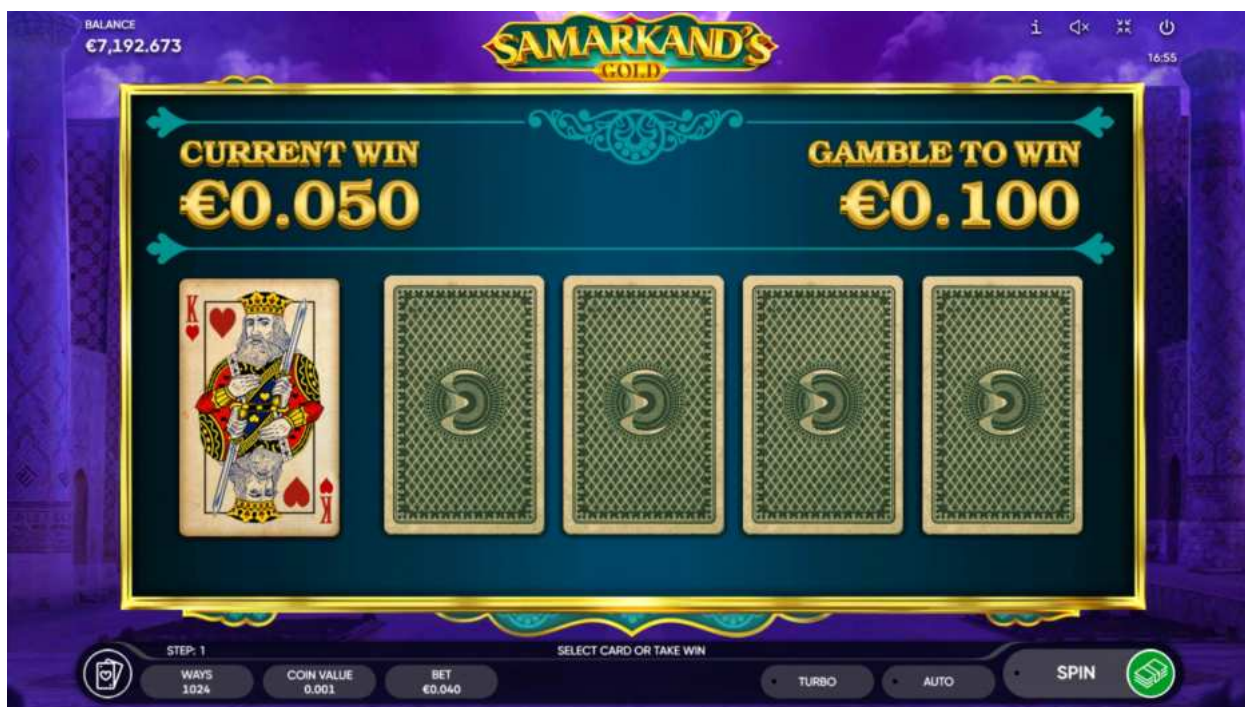 BALANCE
€7,192.673
SAMARKAND'S
GOLD
i
16:55
CURRENT WIN
€0.050
GAMBLE TO WIN
€0.100
K
K
STEP: 1
SELECT CARD OR TAKE WIN
WAYS
1024
COIN VALUE
0.001
BET
€0.040
TURBO
AUTO
SPIN